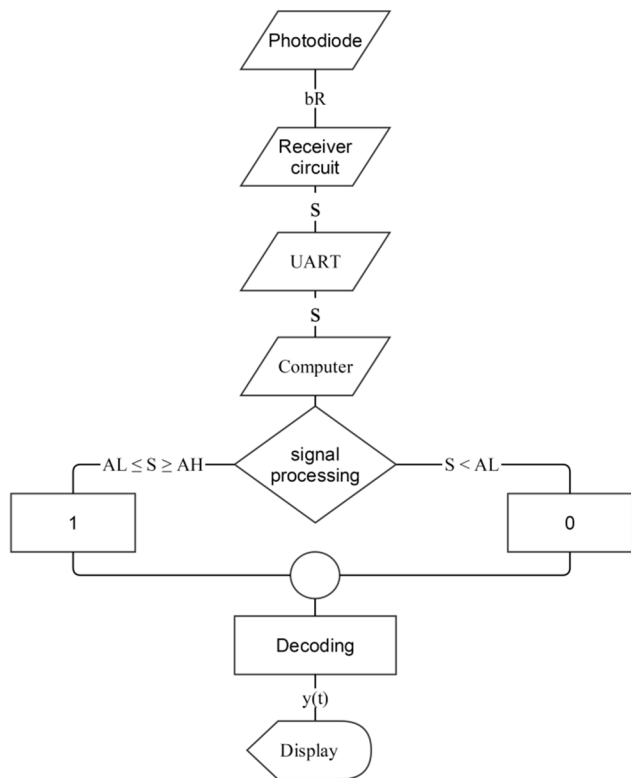 Photodiode
bR
Receiver
circuit
S
UART
S
Computer
signal
processing
AL ≤ S ≥ AH
S < AL
1
0
Decoding
y(t)
Display